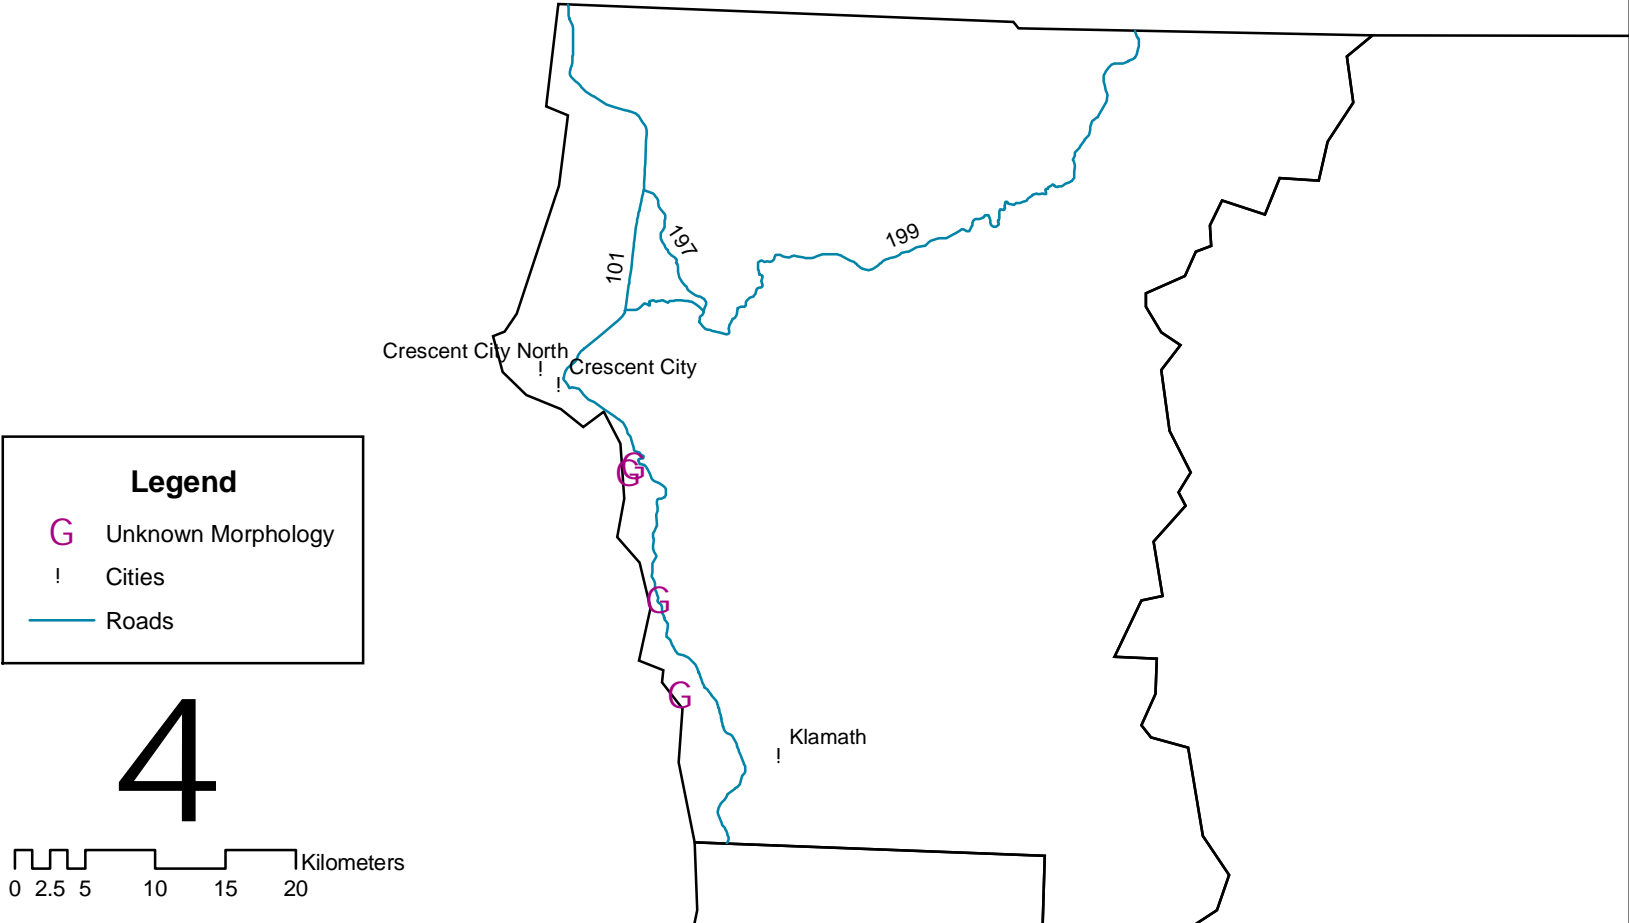 197
199
101
Crescent City North
!
Crescent City
!
G
G
Legend
G Unknown Morphology
! Cities
Roads
G
G
4
Klamath
!
Kilometers
0 2.5 5 10 15 20